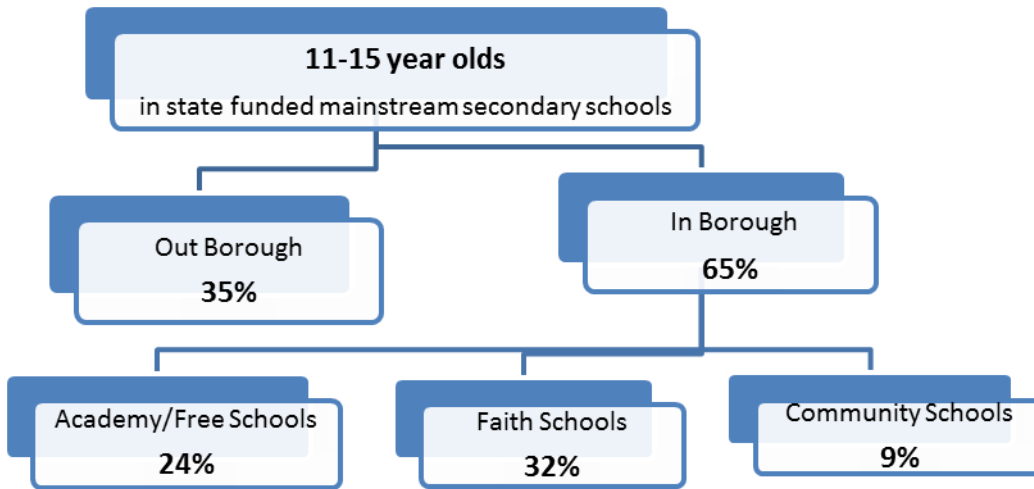 11-15 year olds
in state funded mainstream secondary schools
Out Borough
35%
In Borough
65%
Academy/Free Schools
24%
Faith Schools
32%
Community Schools
9%